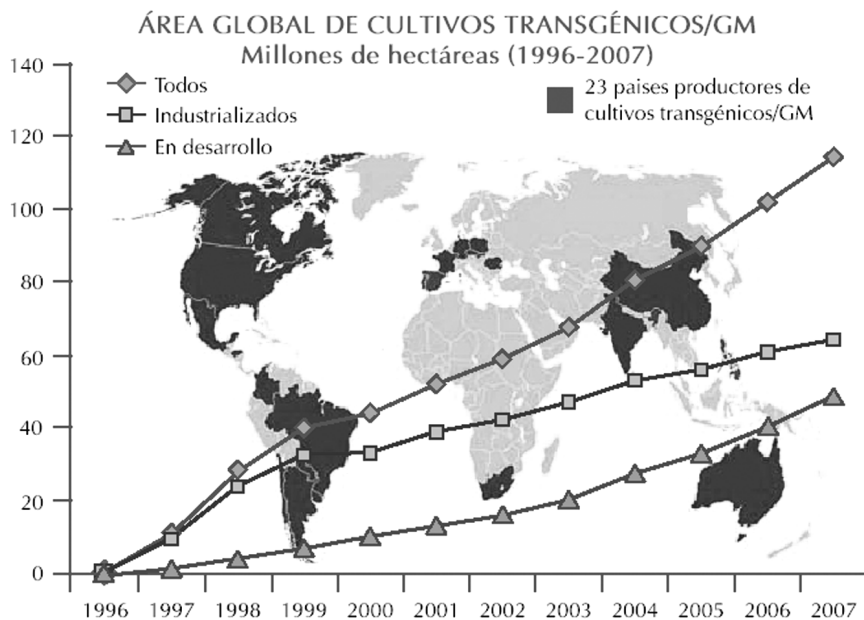 ÁREA GLOBAL DE CULTIVOS TRANSGÉNICOS/GM
Millones de hectáreas (1996-2007)
Todos
Industrializados
En desarrollo
23 paises productores de
cultivos transgénicos/GM
140
120
100
80
60
40
20
0
1996 1997 1998 1999 2000 2001 2002 2003 2004 2005 2006 2007